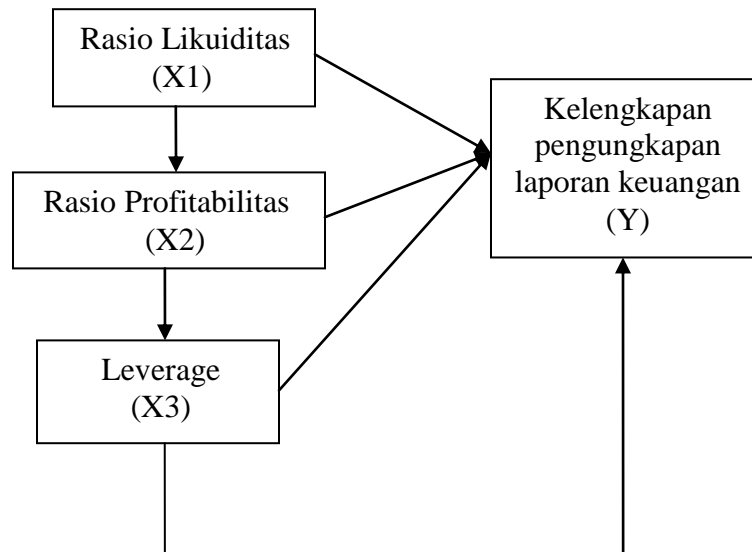 Rasio Likuiditas
(X1)
Rasio Profitabilitas
(X2)
Leverage
(X3)
Kelengkapan
pengungkapan
laporan keuangan
(Y)